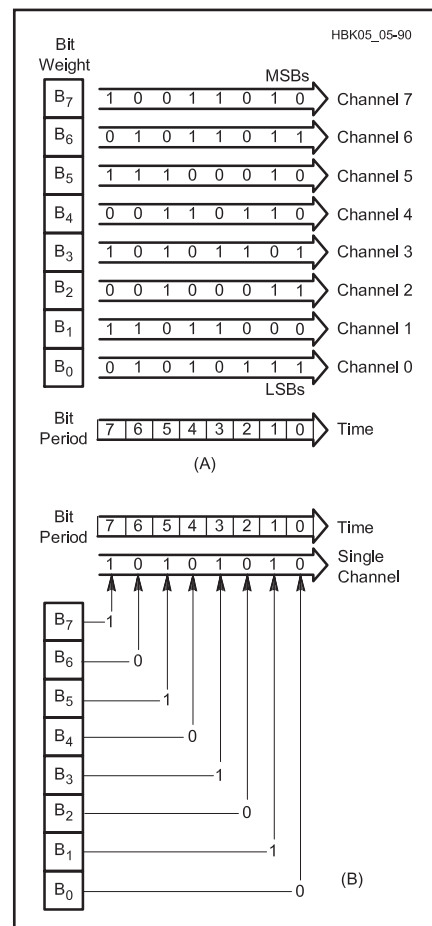 HBK05_05-90
Bit
Weight
MSBs
B7 1 0 0 1 1 0 1 0 Channel 7
B6 0 1 0 1 1 0 1 1 Channel 6
B5 1 1 1 0 0 0 1 0 Channel 5
B4 0 0 1 1 0 1 1 0 Channel 4
B3 1 0 1 0 1 1 0 1 Channel 3
B2 0 0 1 0 0 0 1 1 Channel 2
B1 1 1 0 1 1 0 0 0 Channel 1
B0 0 1 0 1 0 1 1 1 Channel 0
LSBs
Bit
Period
7 6 5 4 3 2 1 0 Time
(A)
Bit
Period
7 6 5 4 3 2 1 0 Time
1 0 1 0 1 0 1 0 Single
Channel
B7 1
B6 0
B5 1
B4 0
B3 1
B2 0
B1 1
B0 0
(B)